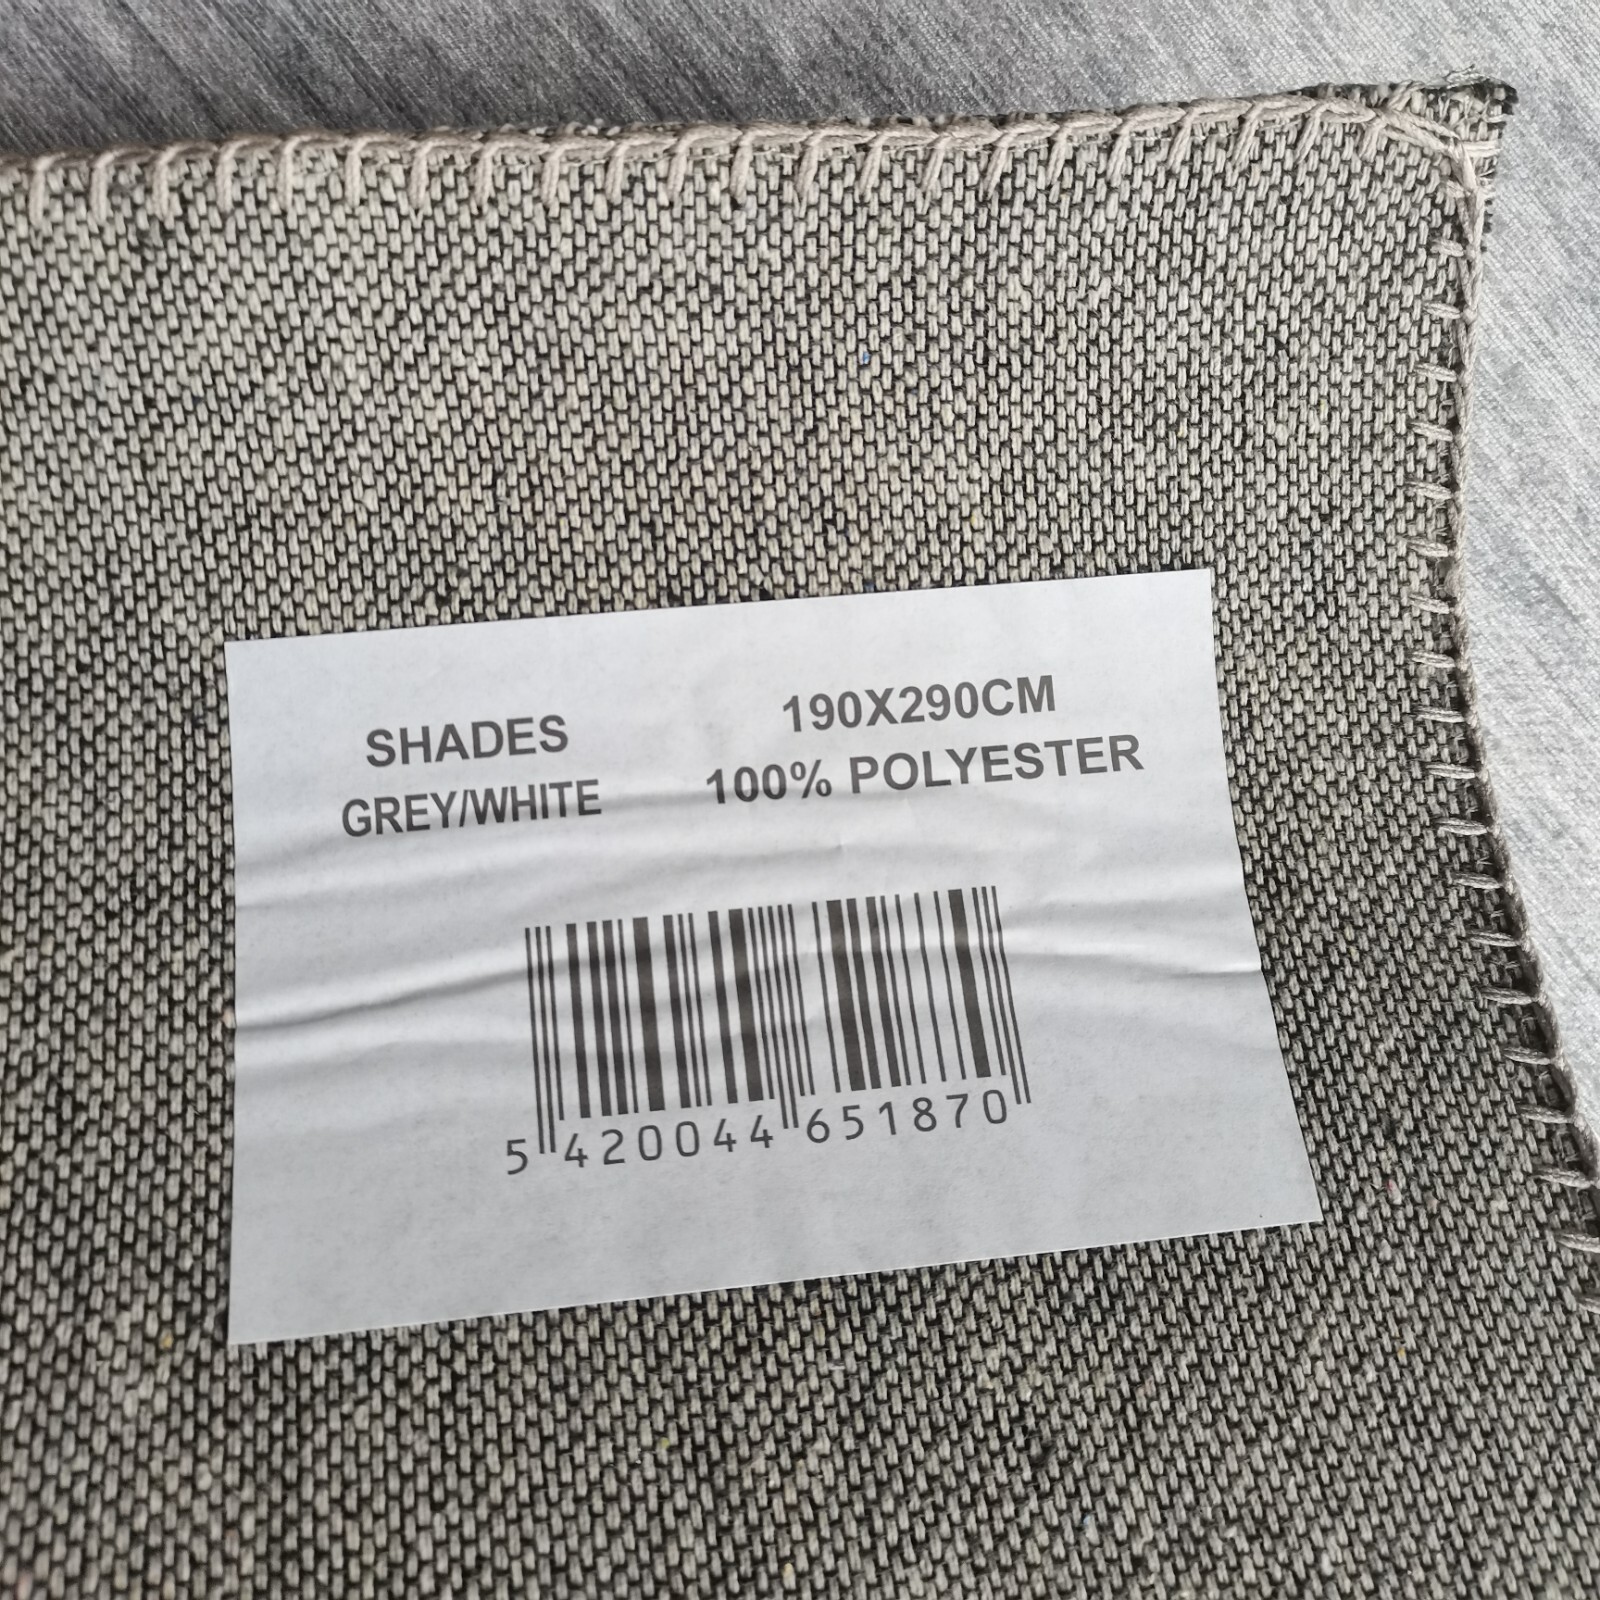 SHADES
GREY/WHITE
190X290CM
100% POLYESTER
5 420044 651870